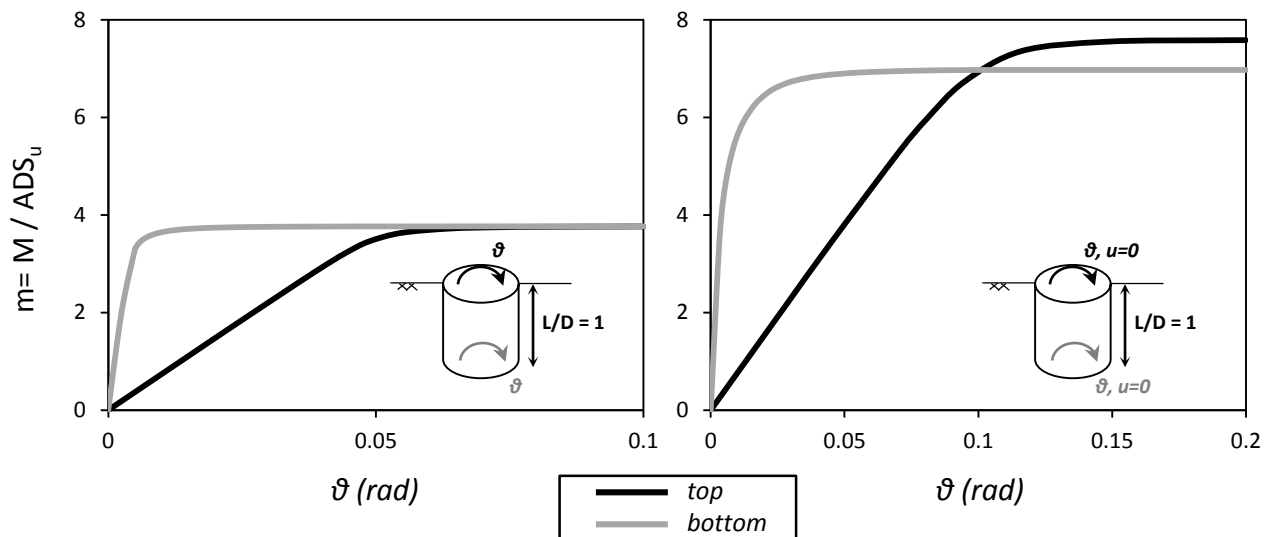 m= M / ADSu
8
6
4
2
0
0
0.05
0.1
ϑ (rad)
ϑ
L/D = 1
ϑ
8
6
4
2
0
0
0.05
0.1
0.15
0.2
ϑ (rad)
ϑ, u=0
L/D = 1
ϑ, u=0
top
bottom